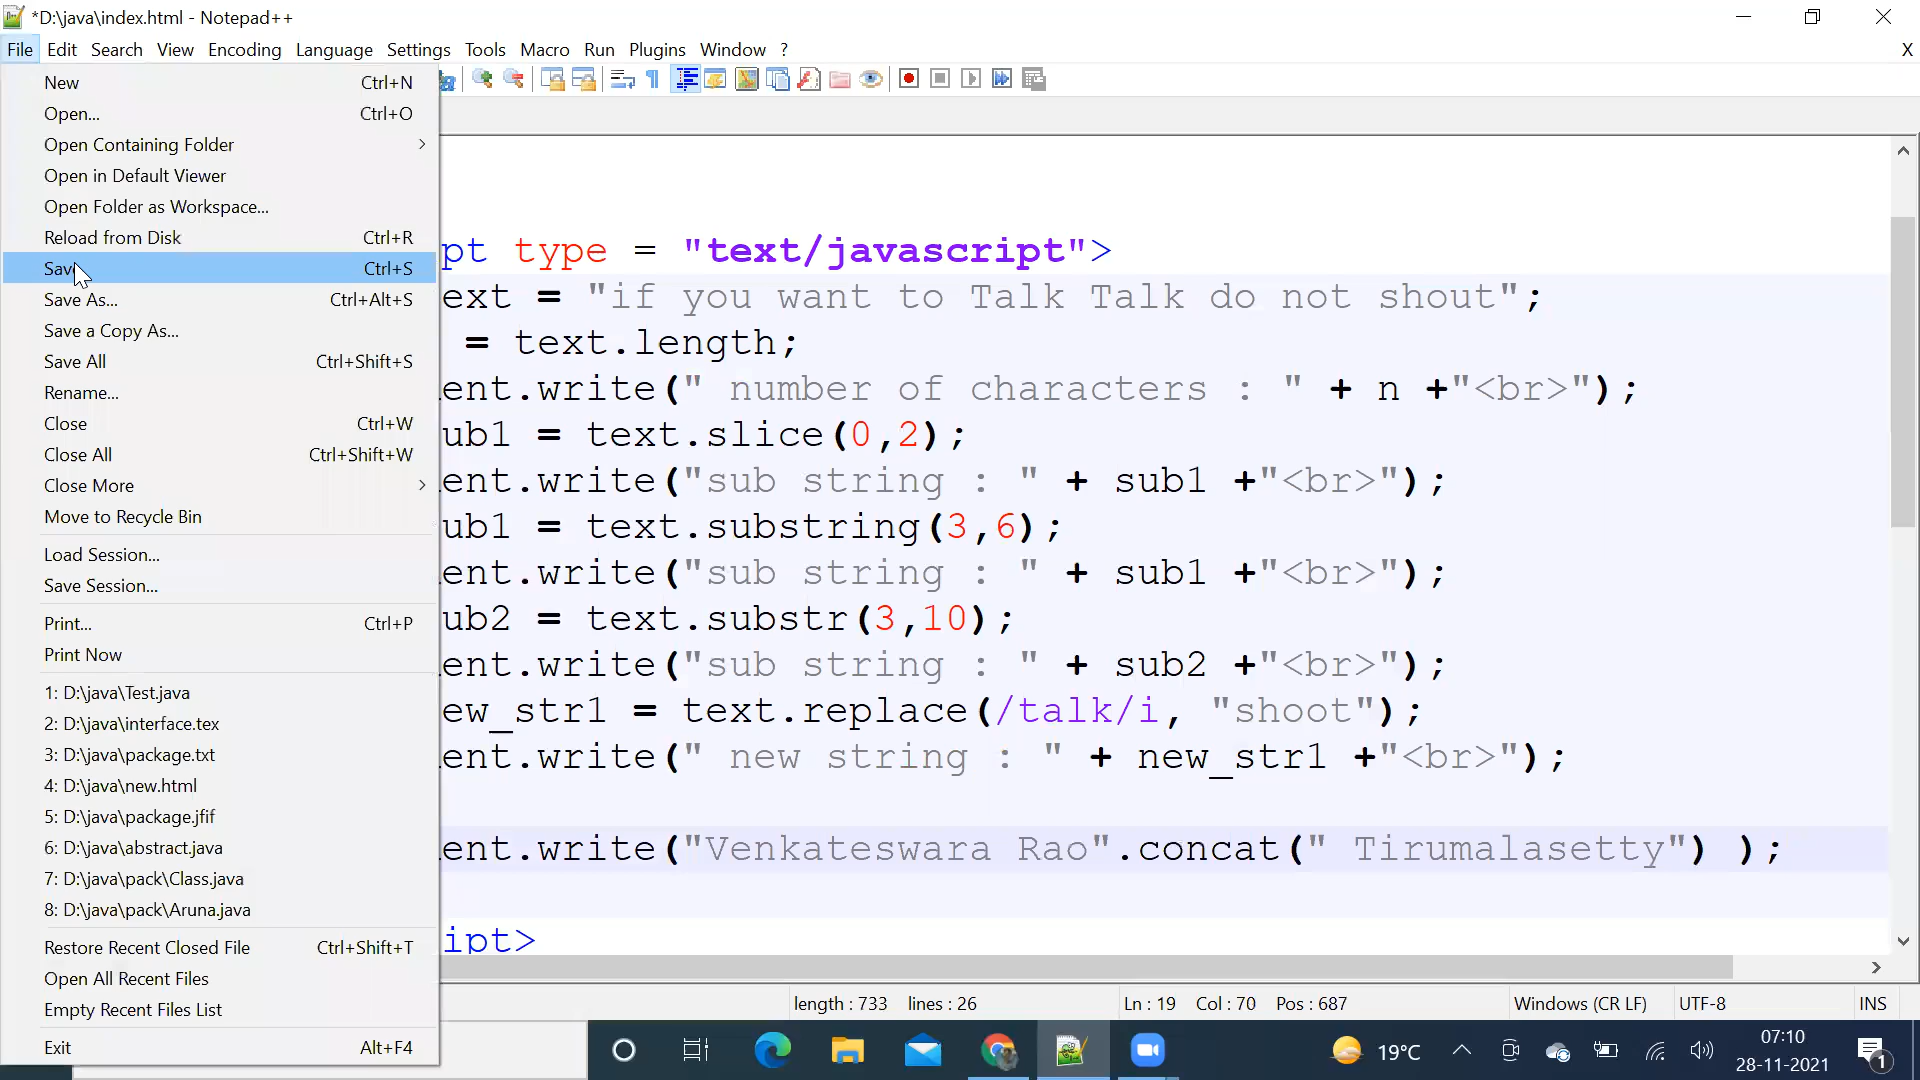 *D:\java\index.html - Notepad++
File Edit Search View Encoding Language Settings Tools Macro Run Plugins Window ? X
New Ctrl+N
Open... Ctrl+O
Open Containing Folder
Open in Default Viewer
Open Folder as Workspace...
Reload from Disk Ctrl+R
Save Ctrl+S
Save As... Ctrl+Alt+S
Save a Copy As...
Save All Ctrl+Shift+S
Rename...
Close Ctrl+W
Close All Ctrl+Shift+W
Close More
Move to Recycle Bin
Load Session...
Save Session...
Print... Ctrl+P
Print Now
1: D:\java\Test.java
2: D:\java\interface.tex
3: D:\java\package.txt
4: D:\java\new.html
5: D:\java\package.jfif
6: D:\java\abstract.java
7: D:\java\pack\Class.java
8: D:\java\pack\Aruna.java
Restore Recent Closed File Ctrl+Shift+T
Open All Recent Files
Empty Recent Files List
Exit Alt+F4
pt type = "text/javascript">
ext = "if you want to Talk Talk do not shout";
= text.length;
ent.write(" number of characters : " + n +"<br>");
ub1 = text.slice(0,2);
ent.write("sub string : " + sub1 +"<br>");
ub1 = text.substring(3,6);
ent.write("sub string : " + sub1 +"<br>");
ub2 = text.substr(3,10);
ent.write("sub string : " + sub2 +"<br>");
ew_str1 = text.replace(/talk/i, "shoot");
ent.write(" new string : " + new_str1 +"<br>");
ent.write("Venkateswara Rao".concat(" Tirumalasetty") );
ipt>
length : 733 lines : 26 Ln : 19 Col : 70 Pos : 687 Windows (CR LF) UTF-8 INS
19°C 07:10
28-11-2021 1